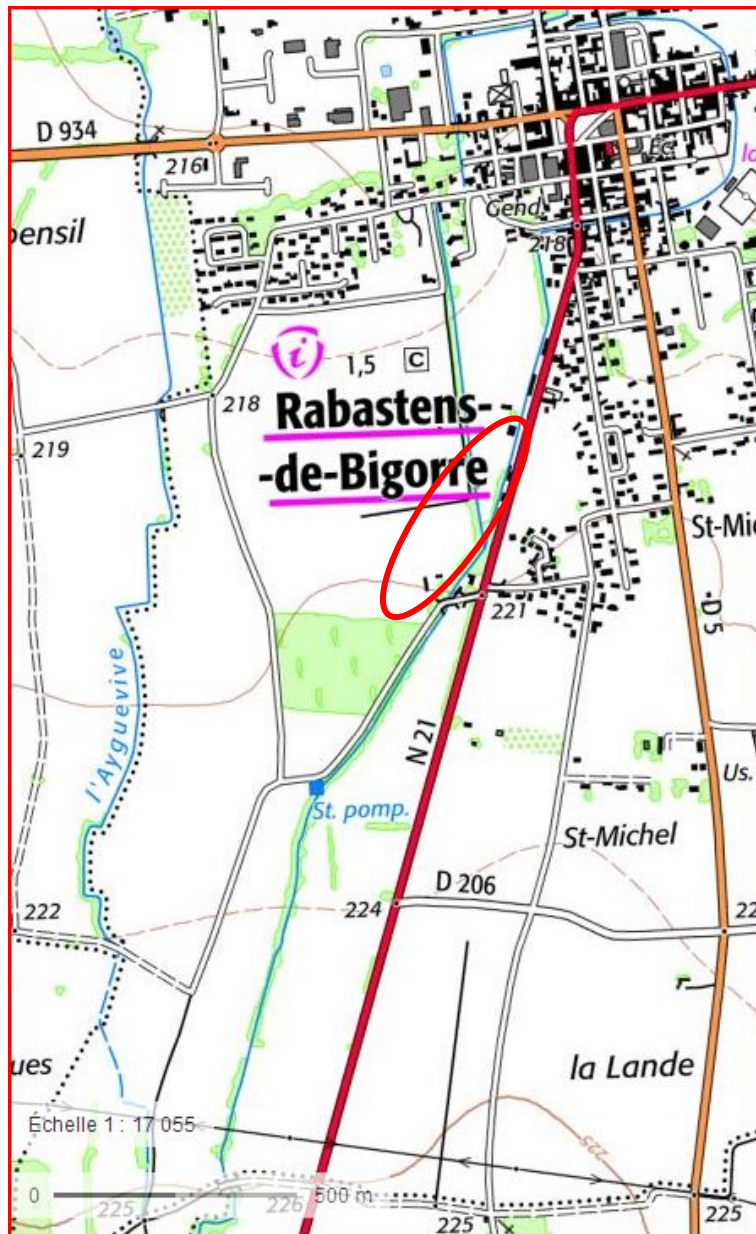 D 934
216
Éc.
Gend.
218
1,5 C
218
219
Rabastens-
-de-Bigorre
St-Mic
221
D 5
l'Ayguevive
N 21
Us.
St. pomp.
St-Michel
D 206
222
224
22
ues
la Lande
Échelle 1 : 17 055
225
0 500 m
225
226
225
225